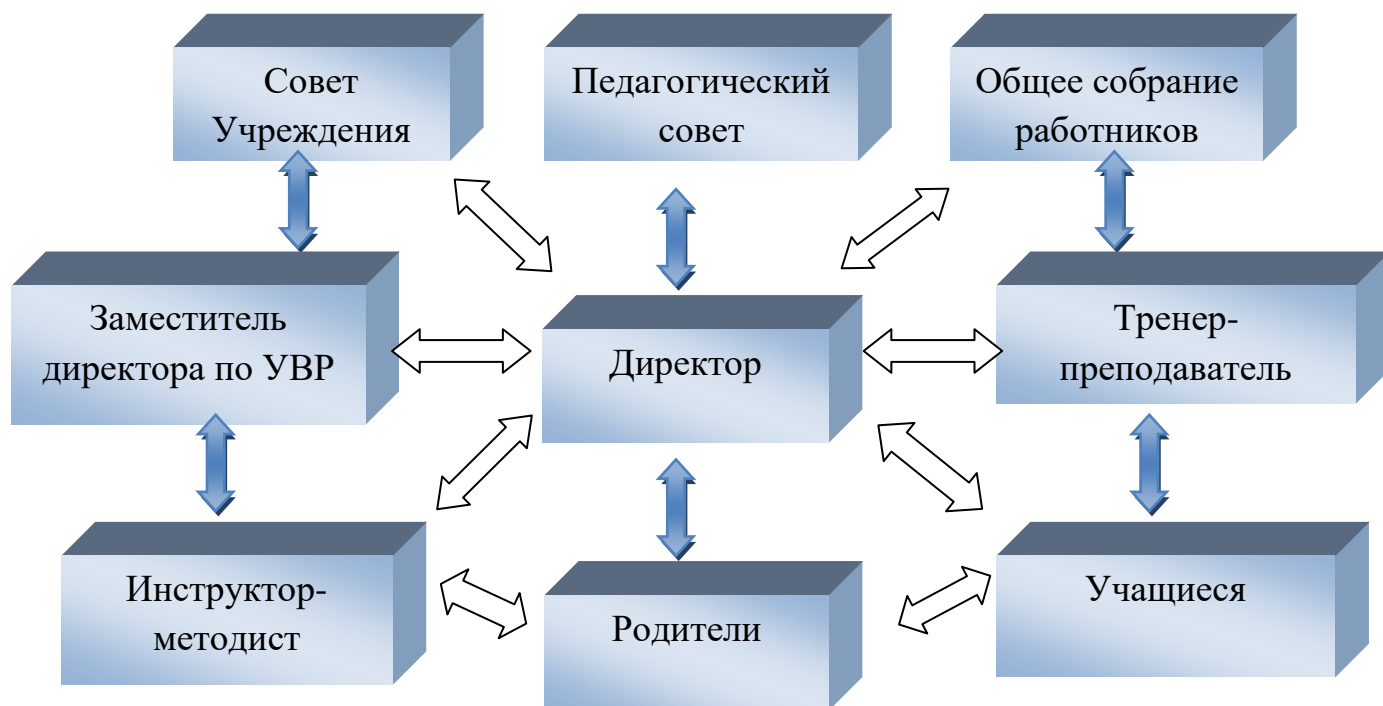 Совет
Учреждения
Педагогический
совет
Общее собрание
работников
Заместитель
директора по УВР
Директор
Тренер-
преподаватель
Инструктор-
методист
Родители
Учащиеся